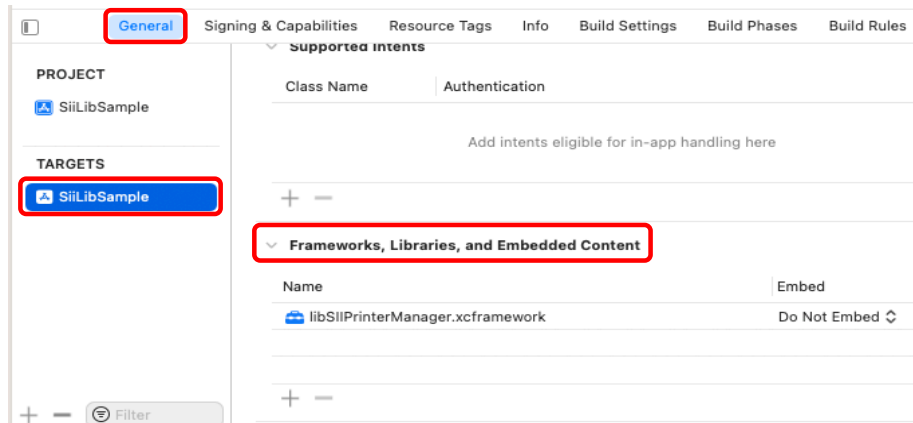 General Signing & Capabilities Resource Tags Info Build Settings Build Phases Build Rules
PROJECT
SiiLibSample
TARGETS
SiiLibSample
Filter
Supported Intents
Class Name Authentication
Add intents eligible for in-app handling here
Frameworks, Libraries, and Embedded Content
Name Embed
libSIIPrinterManager.xcframework Do Not Embed